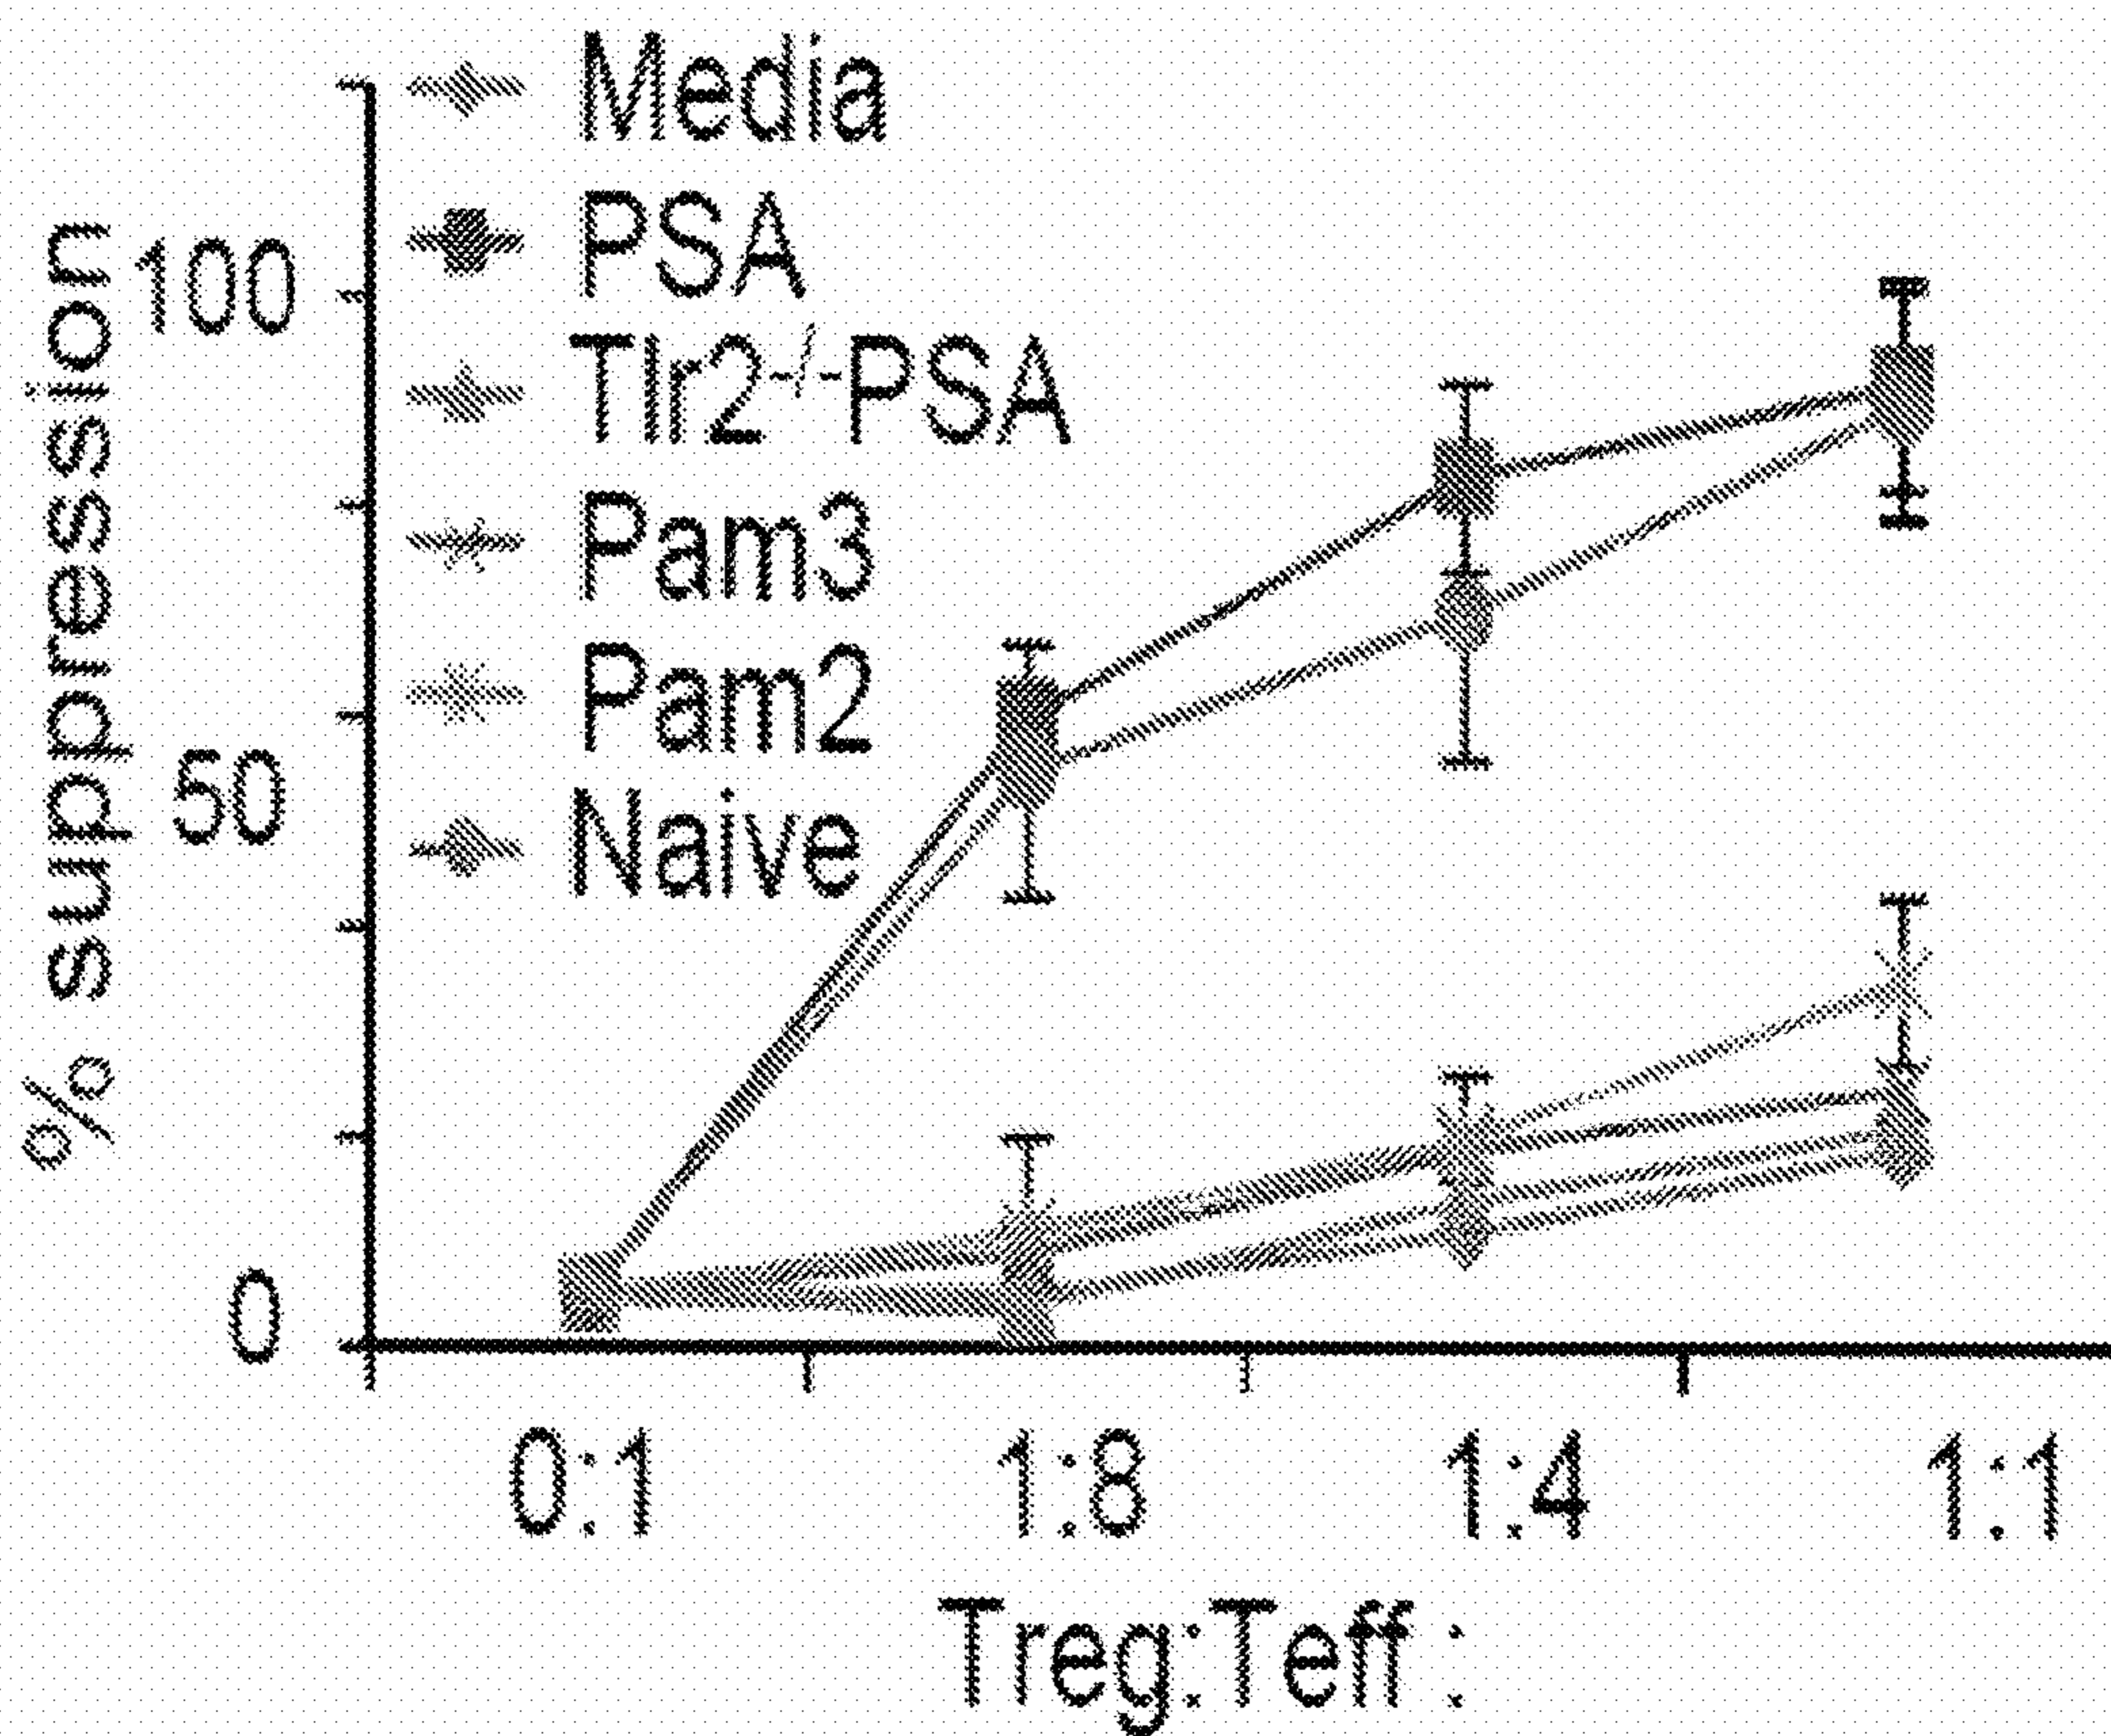 % suppression
100
50
0
Media
PSA
Tlr2-/-PSA
Pam3
Pam2
Naive
0:1 1:8 1:4 1:1
Treg:Teff :